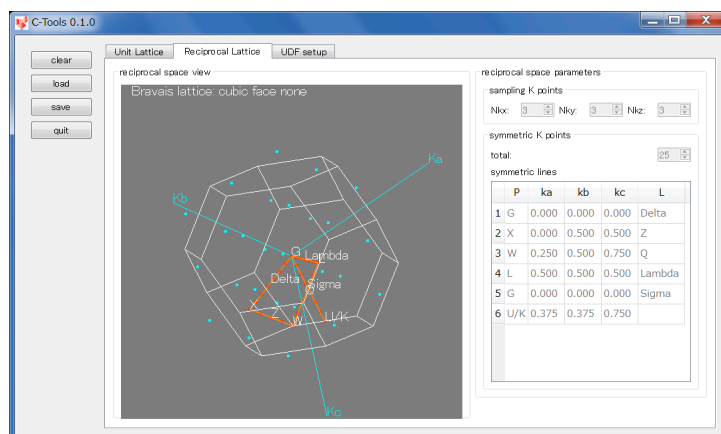 C-Tools 0.1.0
clear
load
save
quit
Unit Lattice
Reciprocal Lattice
UDF setup
reciprocal space view
Bravais lattice: cubic face none
Ka
Kb
G
Lambda
L
Delta
Sigma
Q
X
Z
W
U/K
Kc
reciprocal space parameters
sampling K points
Nkx: 3 Nky: 3 Nkz: 3
symmetric K points
total: 25
symmetric lines
P ka kb kc L
1 G 0.000 0.000 0.000 Delta
2 X 0.000 0.500 0.500 Z
3 W 0.250 0.500 0.750 Q
4 L 0.500 0.500 0.500 Lambda
5 G 0.000 0.000 0.000 Sigma
6 U/K 0.375 0.375 0.750